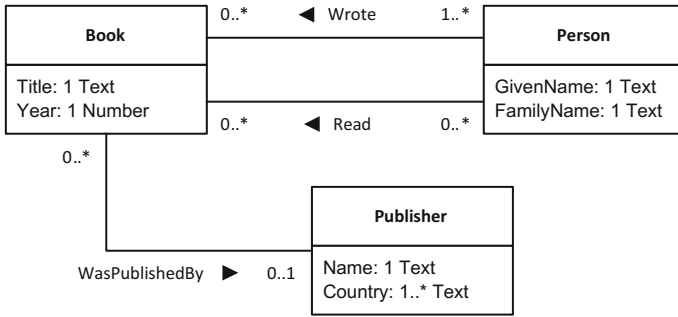 0..* ◄ Wrote 1..*
Book
Person
Title: 1 Text
Year: 1 Number
GivenName: 1 Text
FamilyName: 1 Text
0..* ◄ Read 0..*
0..*
Publisher
WasPublishedBy ► 0..1
Name: 1 Text
Country: 1..* Text